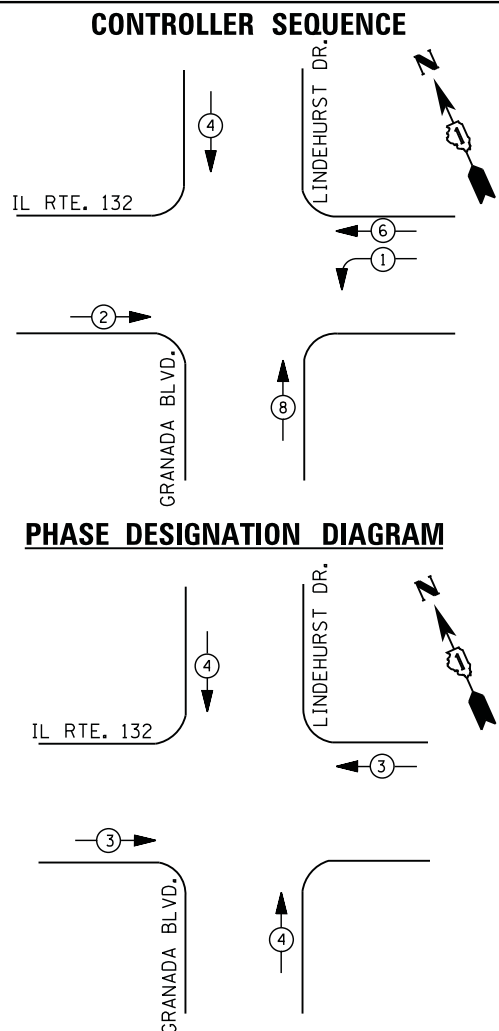 CONTROLLER SEQUENCE
N
LINDEHURST DR.
4
IL RTE. 132
6
1
1
2
GRANADA BLVD.
8
PHASE DESIGNATION DIAGRAM
N
LINDEHURST DR.
4
1
IL RTE. 132
3
3
GRANADA BLVD.
4